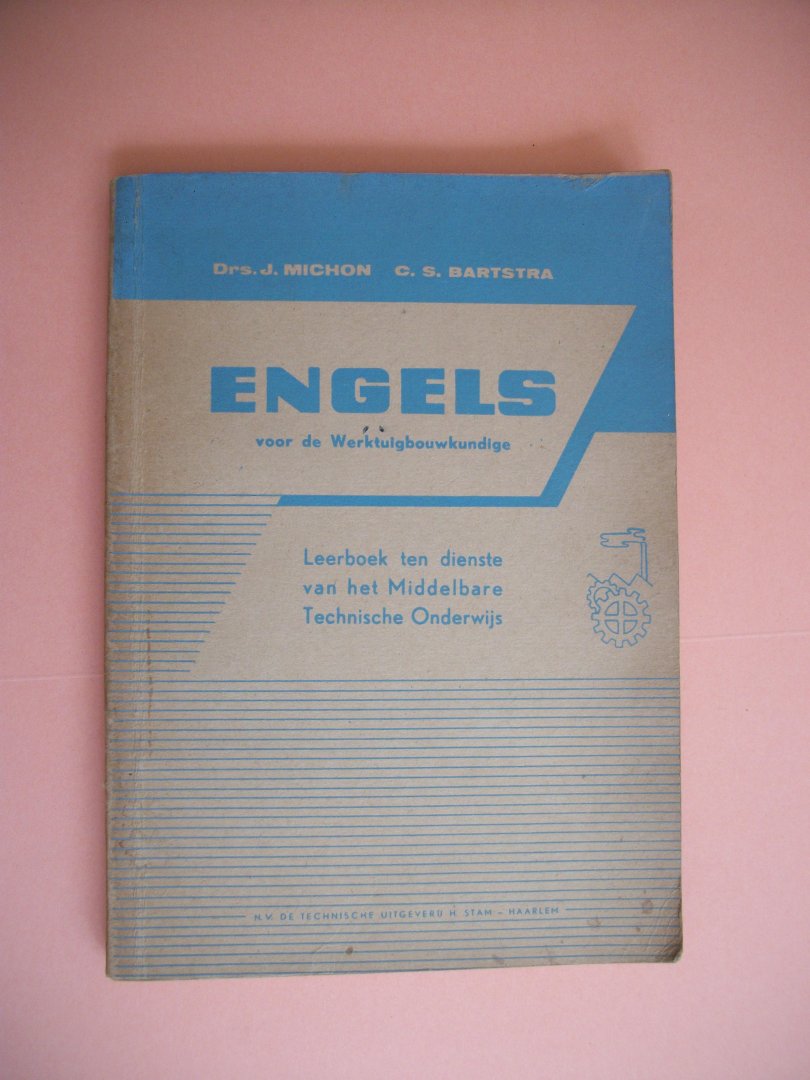 Drs. J. MICHON C. S. BARTSTRA
ENGELS
voor de Werktuigbouwkundige
Leerboek ten dienste
van het Middelbare
Technische Onderwijs
N.V. DE TECHNISCHE UITGEVERIJ H. STAM - HAARLEM